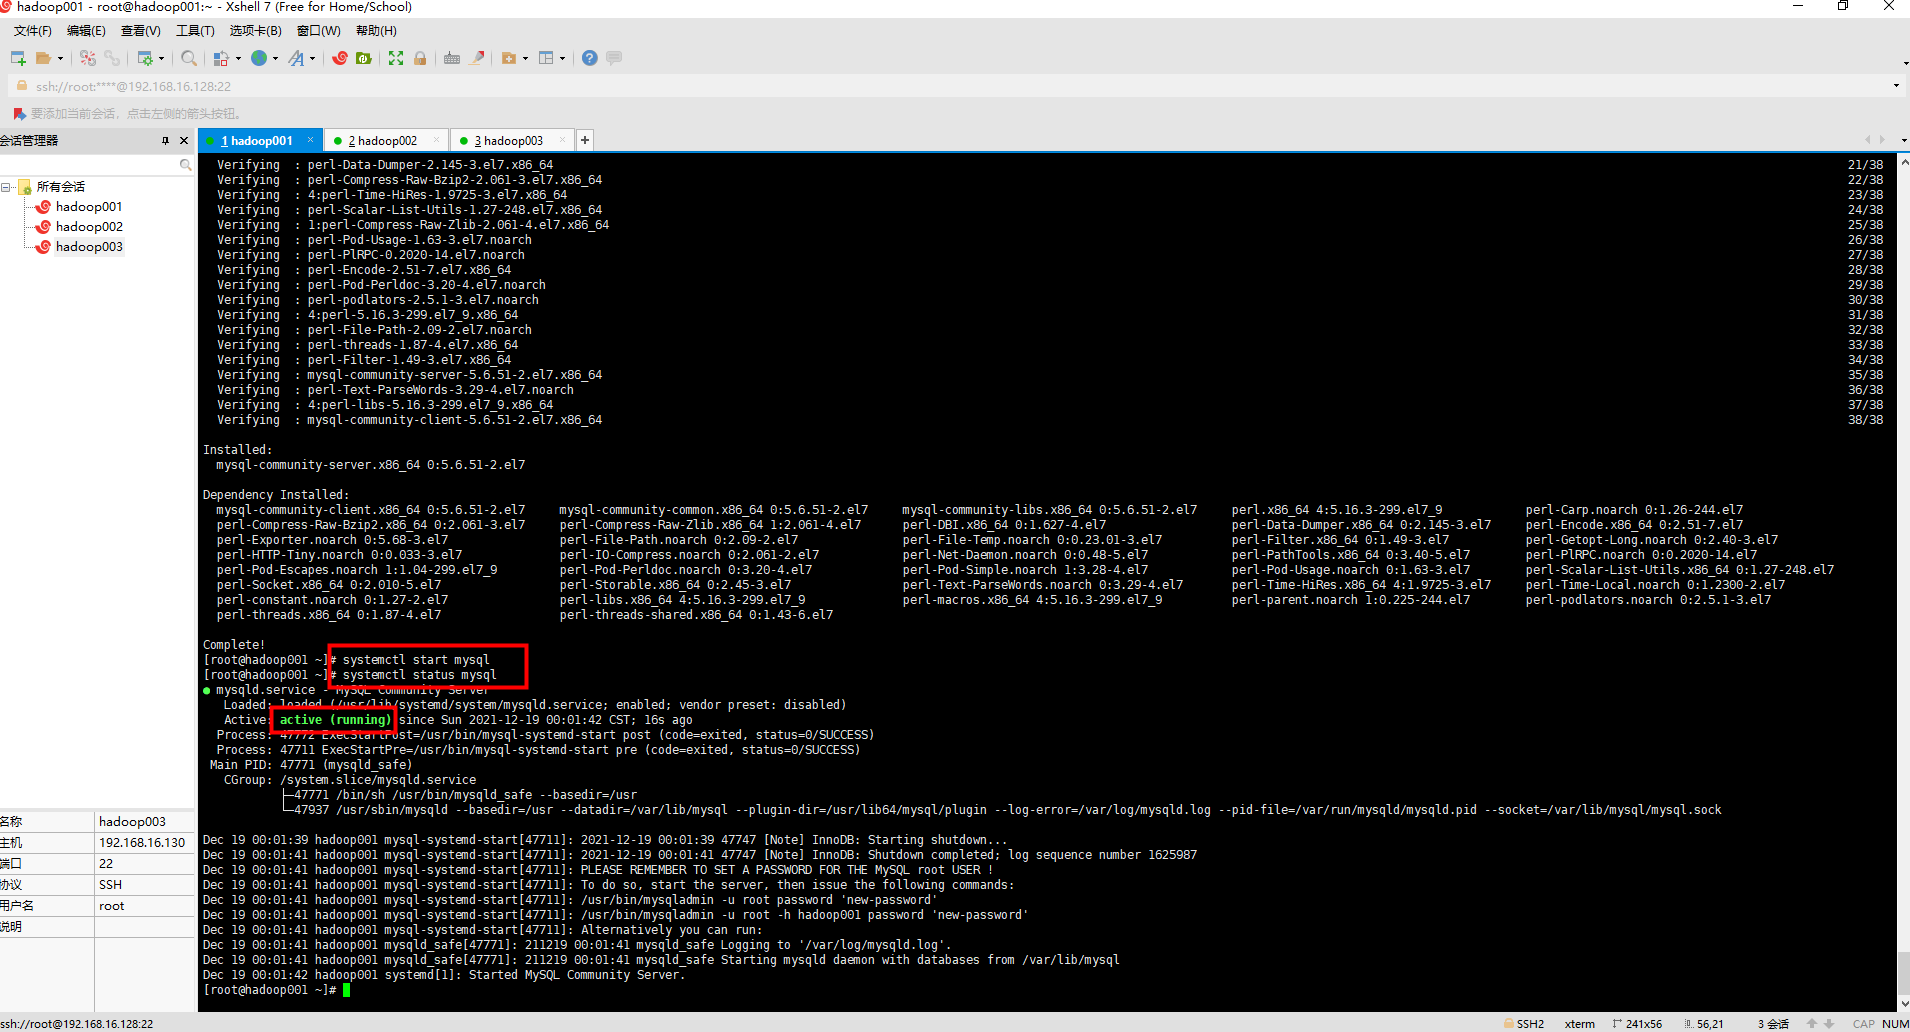 hadoop001 - root@hadoop001:~ - Xshell 7 (Free for Home/School)
文件(F) 编辑(E) 查看(V) 工具(T) 选项卡(B) 窗口(W) 帮助(H)
ssh://root:****@192.168.16.128:22
要添加当前会话，点击左侧的箭头按钮。
会话管理器
1 hadoop001 2 hadoop002 3 hadoop003
所有会话
hadoop001
hadoop002
hadoop003
Verifying : perl-Data-Dumper-2.145-3.el7.x86_64 21/38
Verifying : perl-Compress-Raw-Bzip2-2.061-3.el7.x86_64 22/38
Verifying : 4:perl-Time-HiRes-1.9725-3.el7.x86_64 23/38
Verifying : perl-Scalar-List-Utils-1.27-248.el7.x86_64 24/38
Verifying : 1:perl-Compress-Raw-Zlib-2.061-4.el7.x86_64 25/38
Verifying : perl-Pod-Usage-1.63-3.el7.noarch 26/38
Verifying : perl-PlRPC-0.2020-14.el7.noarch 27/38
Verifying : perl-Encode-2.51-7.el7.x86_64 28/38
Verifying : perl-Pod-Perldoc-3.20-4.el7.noarch 29/38
Verifying : perl-podlators-2.5.1-3.el7.noarch 30/38
Verifying : 4:perl-5.16.3-299.el7_9.x86_64 31/38
Verifying : perl-File-Path-2.09-2.el7.noarch 32/38
Verifying : perl-threads-1.87-4.el7.x86_64 33/38
Verifying : perl-Filter-1.49-3.el7.x86_64 34/38
Verifying : mysql-community-server-5.6.51-2.el7.x86_64 35/38
Verifying : perl-Text-ParseWords-3.29-4.el7.noarch 36/38
Verifying : 4:perl-libs-5.16.3-299.el7_9.x86_64 37/38
Verifying : mysql-community-client-5.6.51-2.el7.x86_64 38/38
Installed:
mysql-community-server.x86_64 0:5.6.51-2.el7
Dependency Installed:
mysql-community-client.x86_64 0:5.6.51-2.el7 mysql-community-common.x86_64 0:5.6.51-2.el7 mysql-community-libs.x86_64 0:5.6.51-2.el7 perl.x86_64 4:5.16.3-299.el7_9 perl-Carp.noarch 0:1.26-244.el7
perl-Compress-Raw-Bzip2.x86_64 0:2.061-3.el7 perl-Compress-Raw-Zlib.x86_64 1:2.061-4.el7 perl-DBI.x86_64 0:1.627-4.el7 perl-Data-Dumper.x86_64 0:2.145-3.el7 perl-Encode.x86_64 0:2.51-7.el7
perl-Exporter.noarch 0:5.68-3.el7 perl-File-Path.noarch 0:2.09-2.el7 perl-File-Temp.noarch 0:0.23.01-3.el7 perl-Filter.x86_64 0:1.49-3.el7 perl-Getopt-Long.noarch 0:2.40-3.el7
perl-HTTP-Tiny.noarch 0:0.033-3.el7 perl-IO-Compress.noarch 0:2.061-2.el7 perl-Net-Daemon.noarch 0:0.48-5.el7 perl-PathTools.x86_64 0:3.40-5.el7 perl-PlRPC.noarch 0:0.2020-14.el7
perl-Pod-Escapes.noarch 1:1.04-299.el7_9 perl-Pod-Perldoc.noarch 0:3.20-4.el7 perl-Pod-Simple.noarch 1:3.28-4.el7 perl-Pod-Usage.noarch 0:1.63-3.el7 perl-Scalar-List-Utils.x86_64 0:1.27-248.el7
perl-Socket.x86_64 0:2.010-5.el7 perl-Storable.x86_64 0:2.45-3.el7 perl-Text-ParseWords.noarch 0:3.29-4.el7 perl-Time-HiRes.x86_64 4:1.9725-3.el7 perl-Time-Local.noarch 0:1.2300-2.el7
perl-constant.noarch 0:1.27-2.el7 perl-libs.x86_64 4:5.16.3-299.el7_9 perl-macros.x86_64 4:5.16.3-299.el7_9 perl-parent.noarch 1:0.225-244.el7 perl-podlators.noarch 0:2.5.1-3.el7
perl-threads.x86_64 0:1.87-4.el7 perl-threads-shared.x86_64 0:1.43-6.el7
Complete!
[root@hadoop001 ~]# systemctl start mysql
[root@hadoop001 ~]# systemctl status mysql
● mysqld.service - MySQL Community Server
Loaded: loaded (/usr/lib/systemd/system/mysqld.service; enabled; vendor preset: disabled)
Active: active (running) since Sun 2021-12-19 00:01:42 CST; 16s ago
Process: 47772 ExecStartPost=/usr/bin/mysql-systemd-start post (code=exited, status=0/SUCCESS)
Process: 47711 ExecStartPre=/usr/bin/mysql-systemd-start pre (code=exited, status=0/SUCCESS)
Main PID: 47771 (mysqld_safe)
CGroup: /system.slice/mysqld.service
├─47771 /bin/sh /usr/bin/mysqld_safe --basedir=/usr
└─47937 /usr/sbin/mysqld --basedir=/usr --datadir=/var/lib/mysql --plugin-dir=/usr/lib64/mysql/plugin --log-error=/var/log/mysqld.log --pid-file=/var/run/mysqld/mysqld.pid --socket=/var/lib/mysql/mysql.sock
Dec 19 00:01:39 hadoop001 mysql-systemd-start[47711]: 2021-12-19 00:01:39 47747 [Note] InnoDB: Starting shutdown...
Dec 19 00:01:41 hadoop001 mysql-systemd-start[47711]: 2021-12-19 00:01:41 47747 [Note] InnoDB: Shutdown completed; log sequence number 1625987
Dec 19 00:01:41 hadoop001 mysql-systemd-start[47711]: PLEASE REMEMBER TO SET A PASSWORD FOR THE MySQL root USER !
Dec 19 00:01:41 hadoop001 mysql-systemd-start[47711]: To do so, start the server, then issue the following commands:
Dec 19 00:01:41 hadoop001 mysql-systemd-start[47711]: /usr/bin/mysqladmin -u root password 'new-password'
Dec 19 00:01:41 hadoop001 mysql-systemd-start[47711]: /usr/bin/mysqladmin -u root -h hadoop001 password 'new-password'
Dec 19 00:01:41 hadoop001 mysql-systemd-start[47711]: Alternatively you can run:
Dec 19 00:01:41 hadoop001 mysqld_safe[47771]: 211219 00:01:41 mysqld_safe Logging to '/var/log/mysqld.log'.
Dec 19 00:01:41 hadoop001 mysqld_safe[47771]: 211219 00:01:41 mysqld_safe Starting mysqld daemon with databases from /var/lib/mysql
Dec 19 00:01:42 hadoop001 systemd[1]: Started MySQL Community Server.
[root@hadoop001 ~]#
名称 hadoop003
主机 192.168.16.130
端口 22
协议 SSH
用户名 root
说明
ssh://root@192.168.16.128:22 SSH2 xterm 241x56 56,21 3 会话 CAP NUM